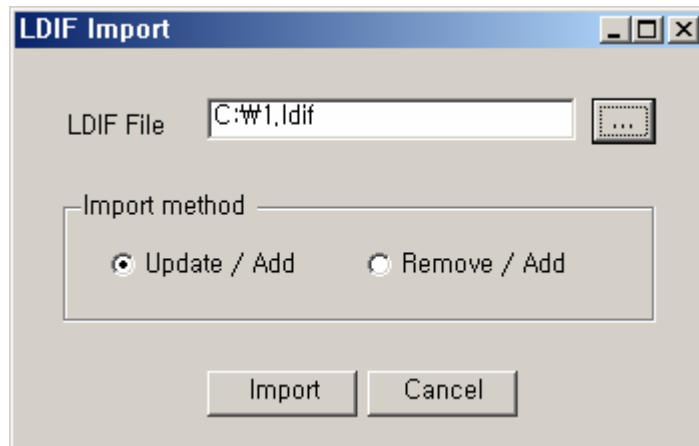 LDIF Import
LDIF File
C:₩1.ldif
...
Import method
Update / Add
Remove / Add
Import
Cancel